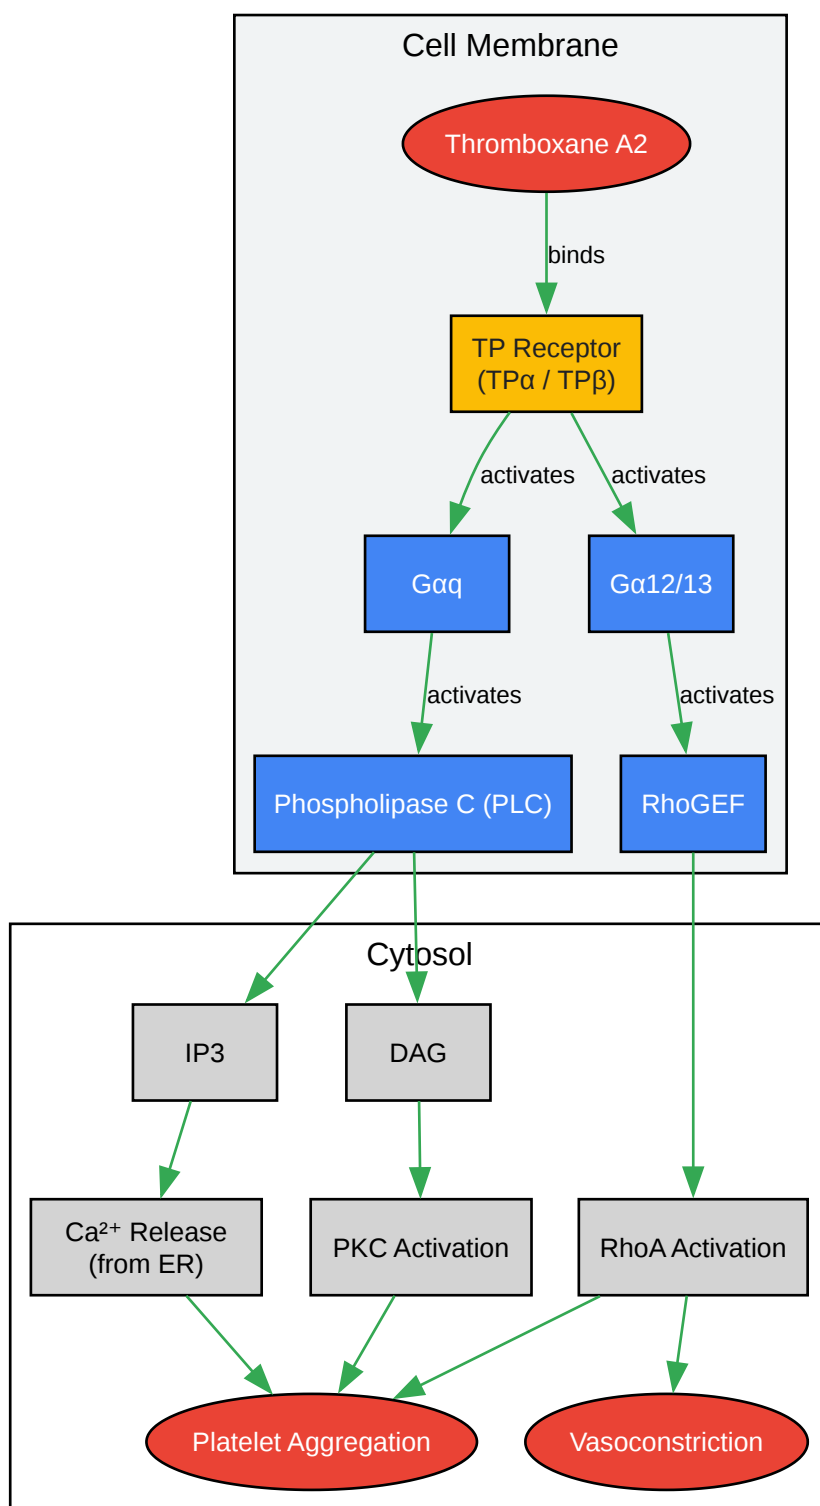 Cell Membrane
Thromboxane A2
binds
TP Receptor
(TPα / TPβ)
activates
activates
Gαq
Gα12/13
activates
activates
Phospholipase C (PLC)
RhoGEF
Cytosol
IP3
DAG
Ca²⁺ Release
(from ER)
PKC Activation
RhoA Activation
Platelet Aggregation
Vasoconstriction